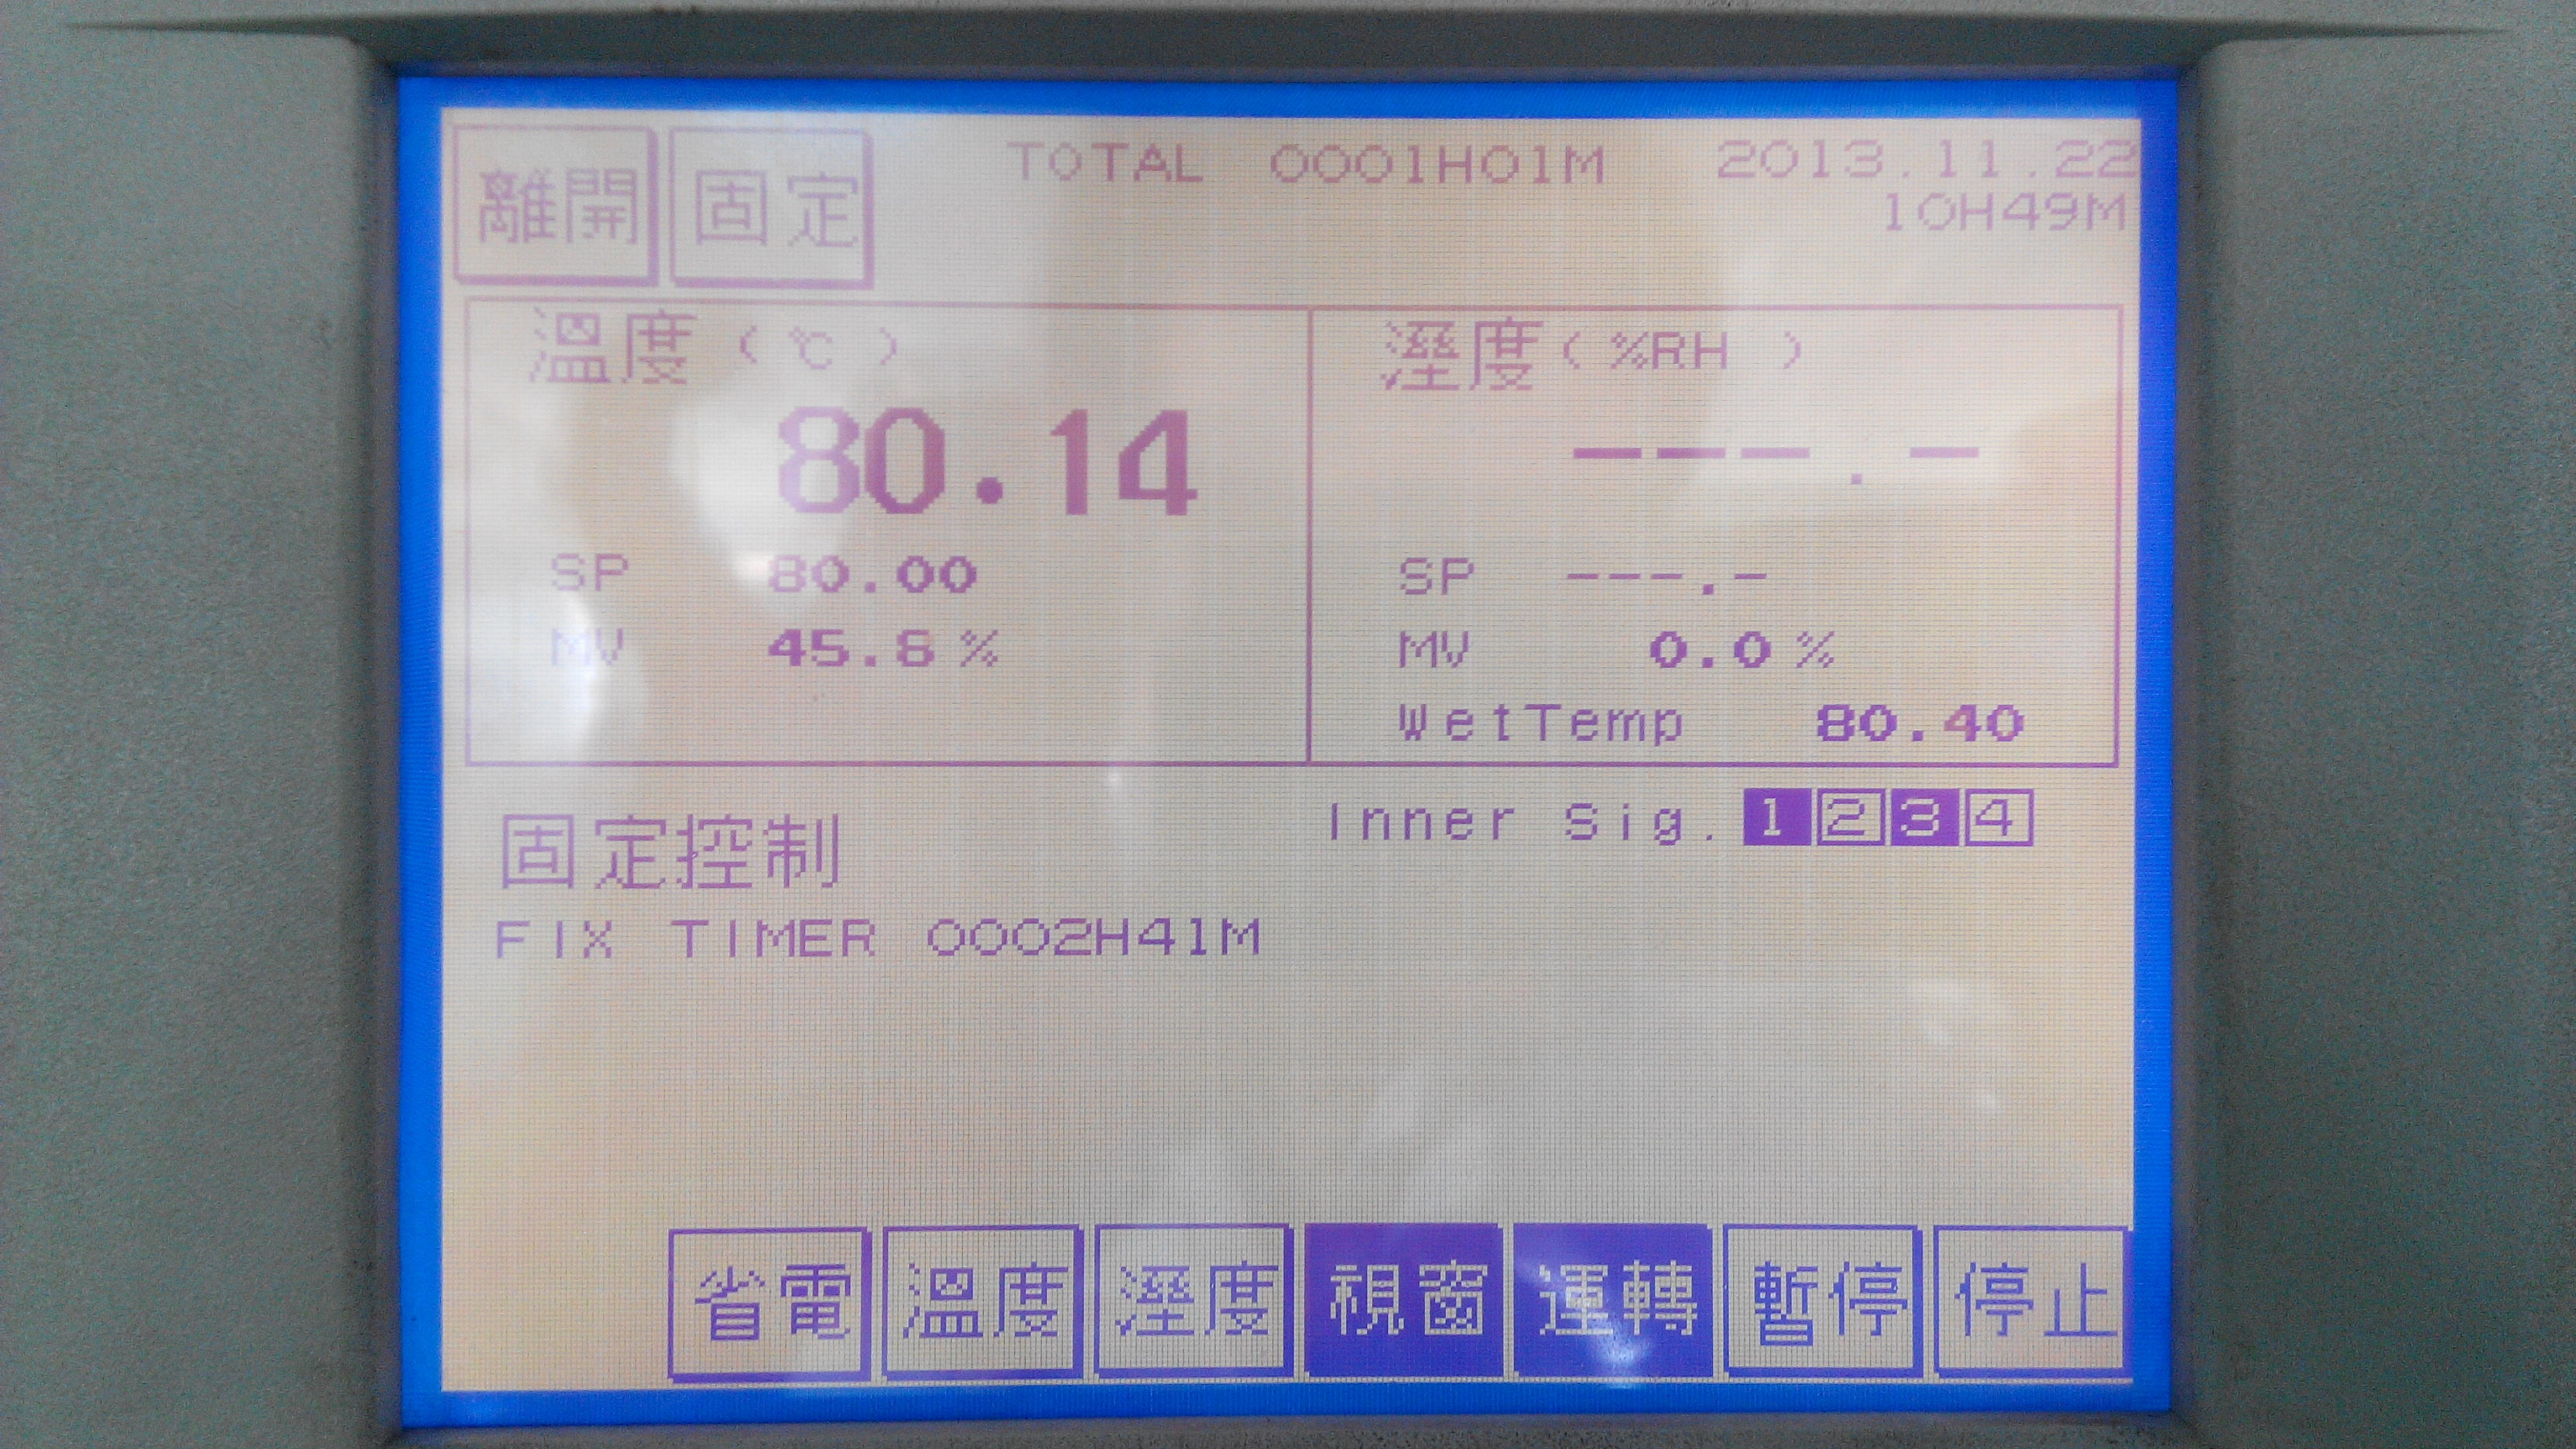 離開 固定 TOTAL 0001H01M 2013.11.22
10H49M
溫度 (℃ )
80.14
SP 80.00
MV 45.8 %
溼度 ( %RH )
---.-
SP ---.-
MV 0.0 %
WetTemp 80.40
固定控制
Inner Sig. 1 2 3 4
FIX TIMER 0002H41M
省電 溫度 溼度 視窗 運轉 暫停 停止